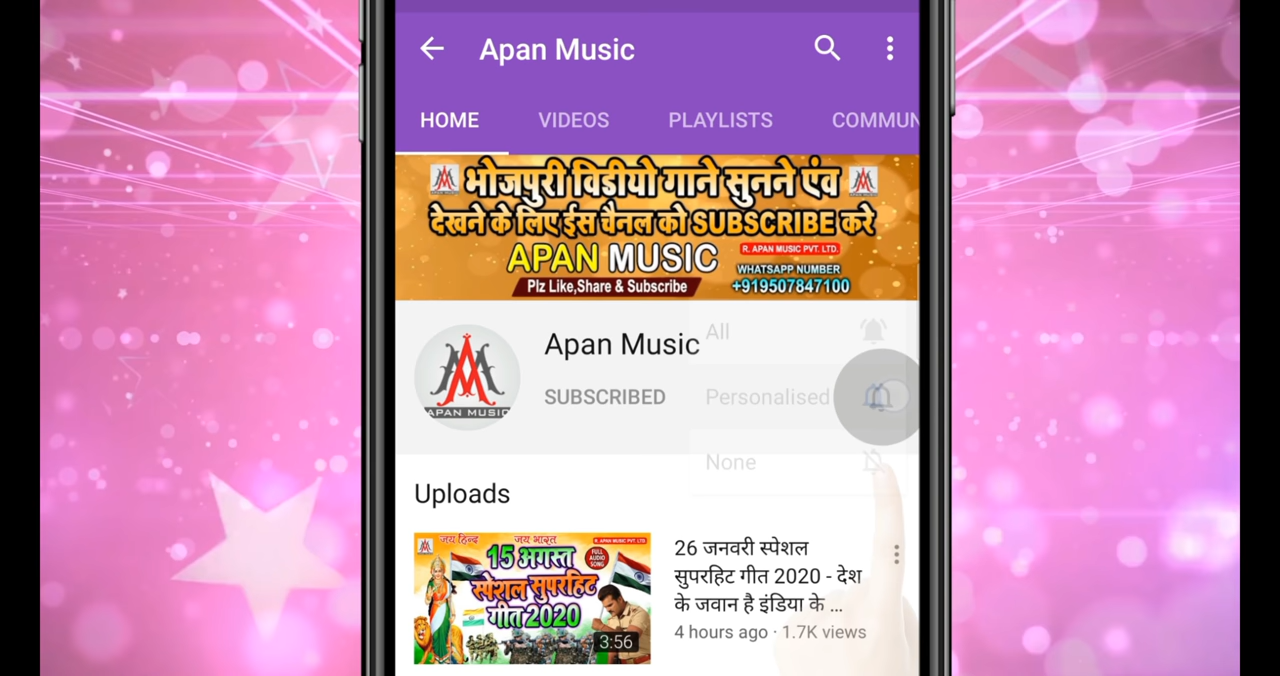 Apan Music
HOME VIDEOS PLAYLISTS COMMUN
भोजपुरी विडीयो गाने सुनने एंव
देखने के लिए ईस चैनल को SUBSCRIBE करे
APAN MUSIC
R. APAN MUSIC PVT. LTD.
WHATSAPP NUMBER
Plz Like,Share & Subscribe
+919507847100
Apan Music
All
APAN MUSIC
SUBSCRIBED
Personalised
None
Uploads
जय हिन्द जय भारत
R. APAN MUSIC PVT. LTD.
15 अगस्त
FULL AUDIO SONG
स्पेशल सुपरहिट
गीत 2020
3:56
26 जनवरी स्पेशल
सुपरहिट गीत 2020 - देश
के जवान है इंडिया के ...
4 hours ago · 1.7K views